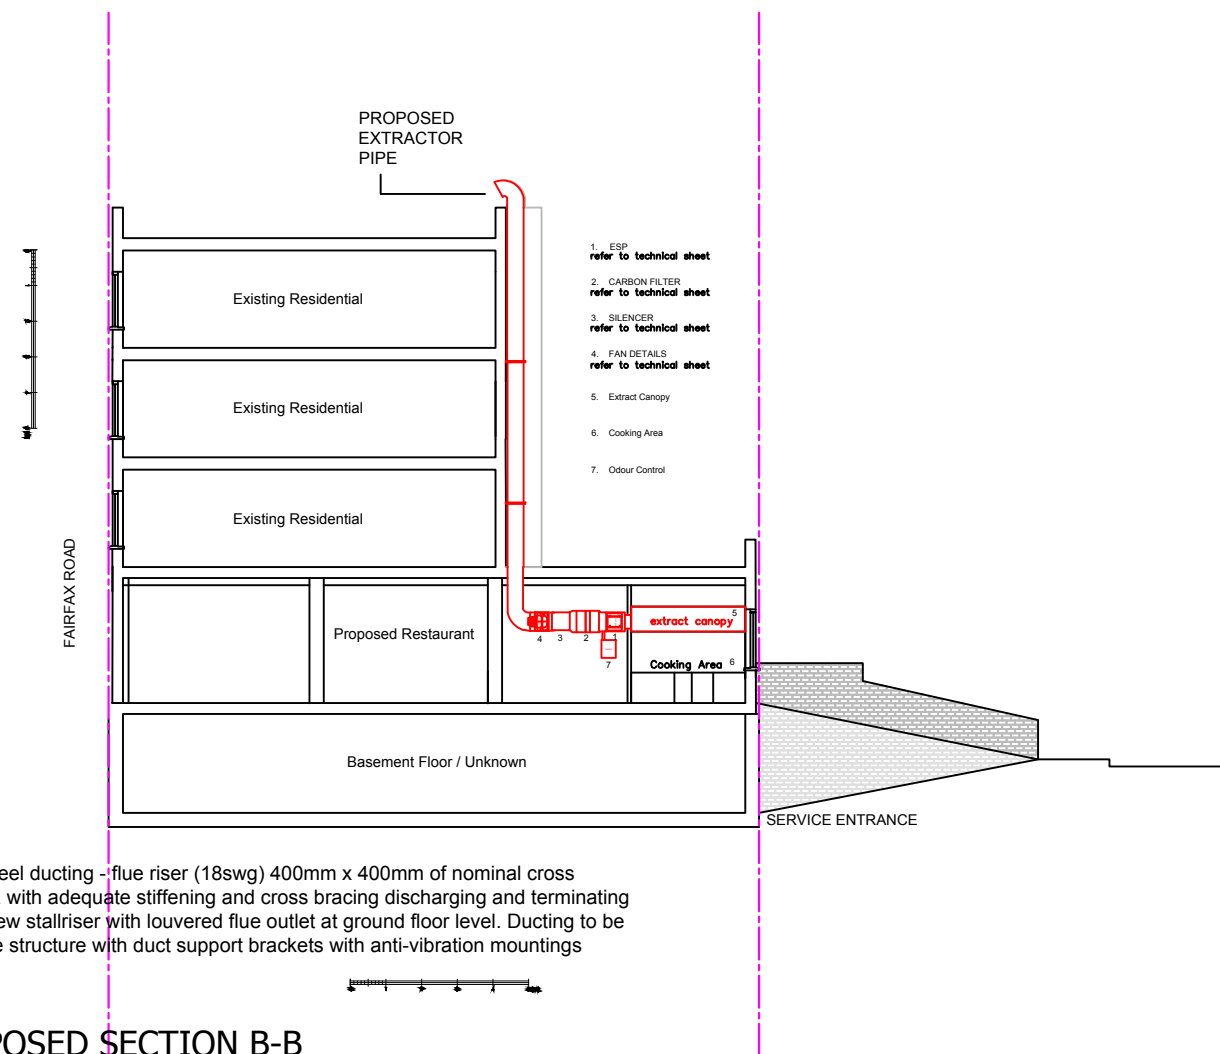 PROPOSED
EXTRACTOR
PIPE
1. ESP
refer to technical sheet
2. CARBON FILTER
refer to technical sheet
3. SILENCER
refer to technical sheet
4. FAN DETAILS
refer to technical sheet
5. Extract Canopy
6. Cooking Area
7. Odour Control
Existing Residential
Existing Residential
Existing Residential
FAIRFAX ROAD
Proposed Restaurant
extract canopy
5
4 3 2 1
7
Cooking Area 6
Basement Floor / Unknown
SERVICE ENTRANCE
eel ducting - flue riser (18swg) 400mm x 400mm of nominal cross
with adequate stiffening and cross bracing discharging and terminating
ew stallriser with louvered flue outlet at ground floor level. Ducting to be
e structure with duct support brackets with anti-vibration mountings
POSED SECTION B-B